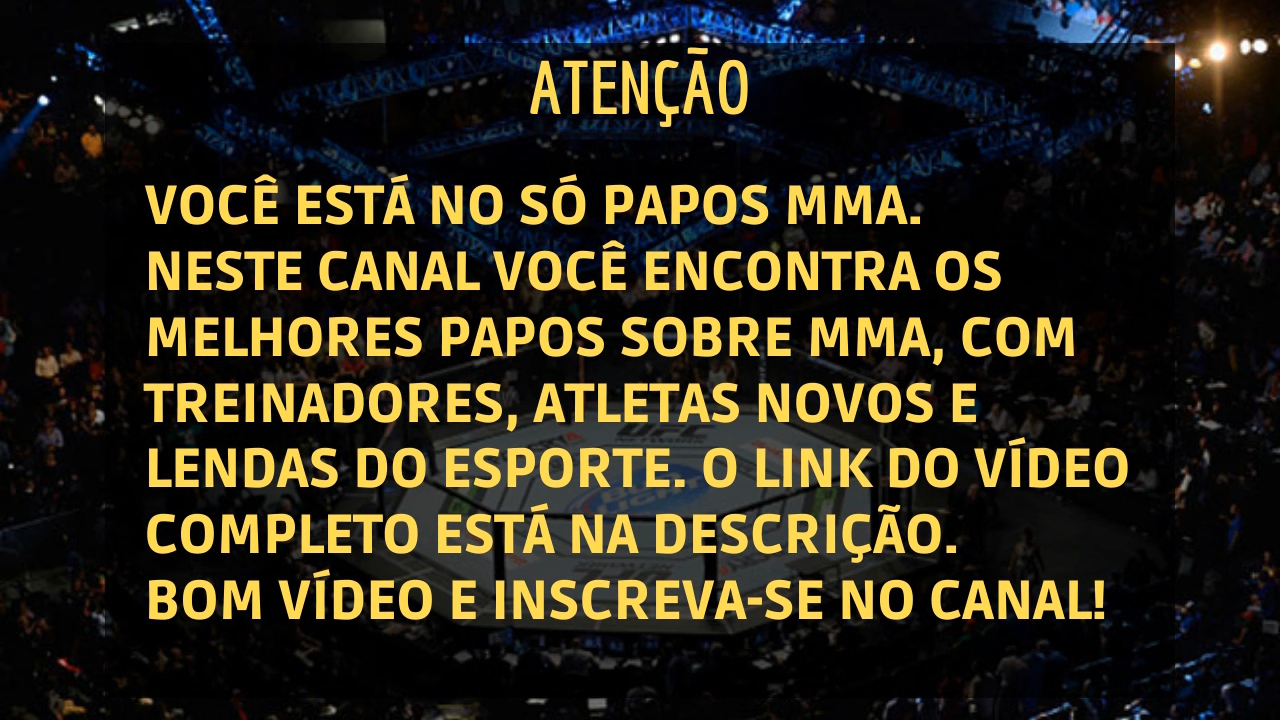 ATENÇÃO
VOCÊ ESTÁ NO SÓ PAPOS MMA.
NESTE CANAL VOCÊ ENCONTRA OS
MELHORES PAPOS SOBRE MMA, COM
TREINADORES, ATLETAS NOVOS E
LENDAS DO ESPORTE. O LINK DO VÍDEO
COMPLETO ESTÁ NA DESCRIÇÃO.
BOM VÍDEO E INSCREVA-SE NO CANAL!